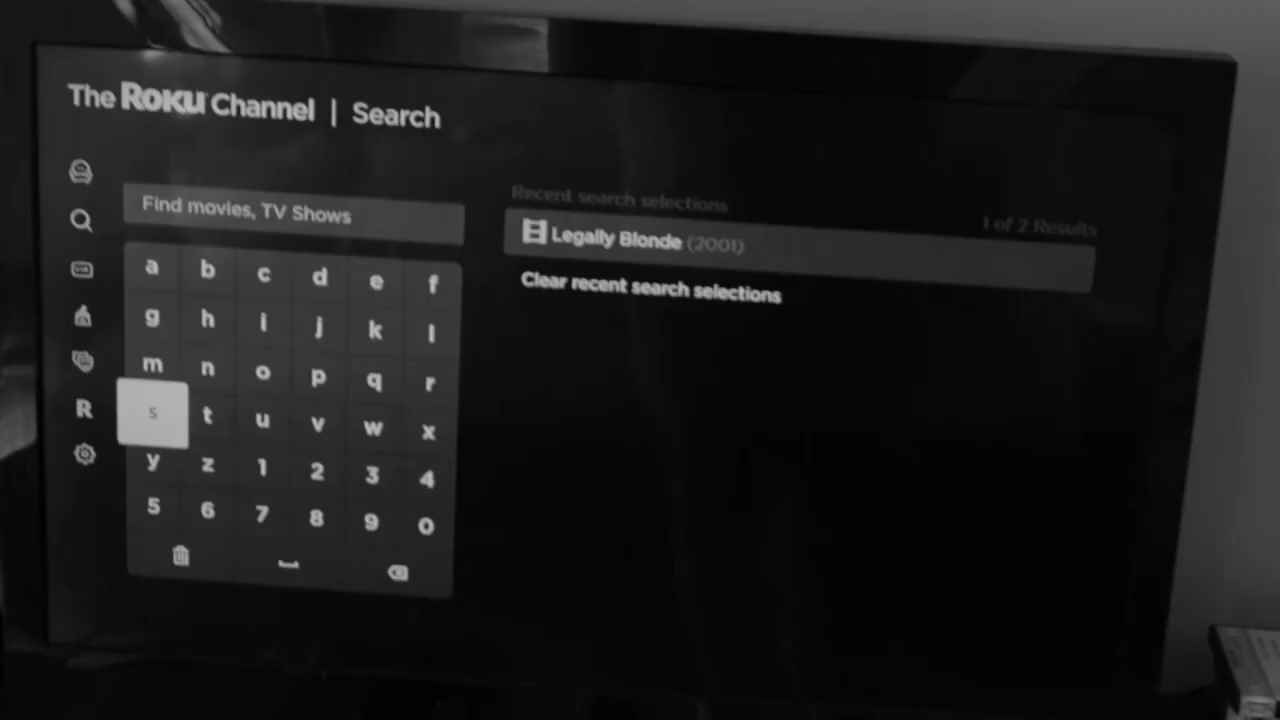 The Roku Channel | Search
Find movies, TV Shows
a b c d e f
g h i j k l
m n o p q r
s t u v w x
y z 1 2 3 4
5 6 7 8 9 0
R
Recent search selections
1 of 2 Results
Legally Blonde (2001)
Clear recent search selections